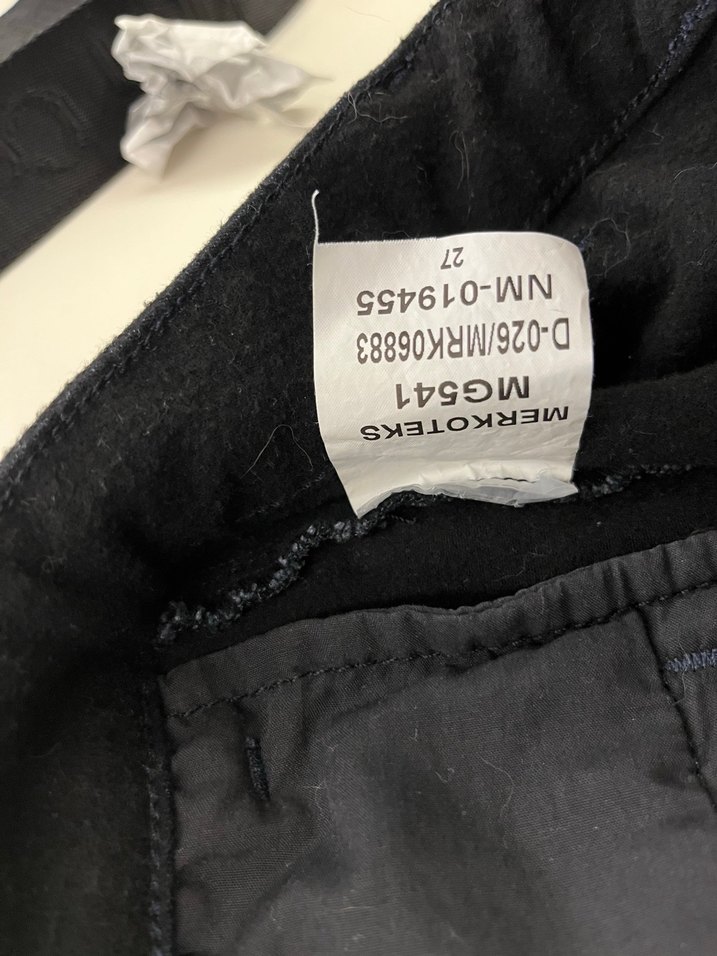 MERKOTEKS
MG541
D-026/MRK06883
NM-019455
27